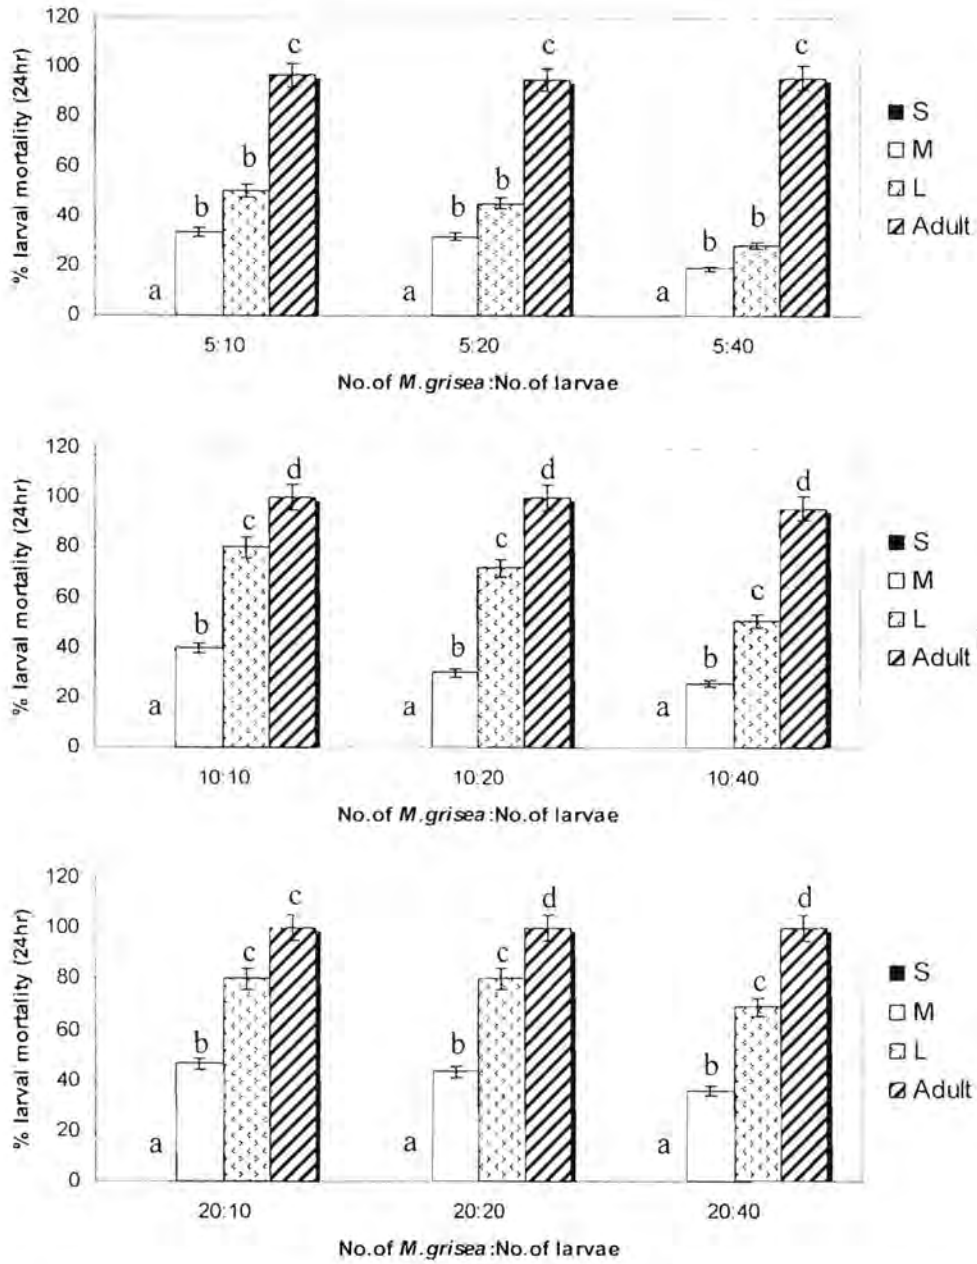 % larval mortality (24hr)
120
100
80
60
40
20
0
c
c
c
b
b
b
b
b
b
a
a
a
5:10
5:20
5:40
No.of M.grisea:No.of larvae
S
M
L
Adult
% larval mortality (24hr)
120
100
80
60
40
20
0
d
d
d
c
c
c
b
b
b
a
a
a
10:10
10:20
10:40
No.of M.grisea:No.of larvae
S
M
L
Adult
% larval mortality (24hr)
120
100
80
60
40
20
0
c
d
d
c
c
c
b
b
b
a
a
a
20:10
20:20
20:40
No.of M.grisea:No.of larvae
S
M
L
Adult